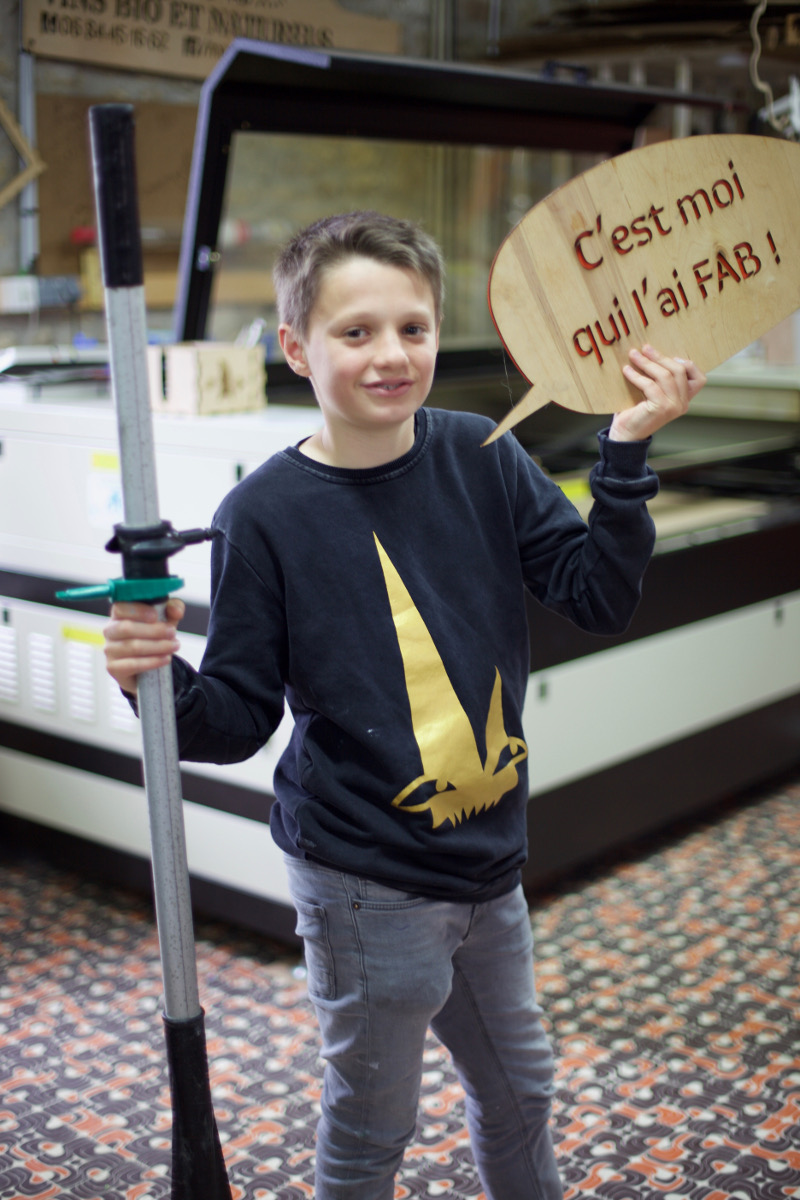 VINS BIO ET NATURELS
C'est moi
qui l'ai FAB !